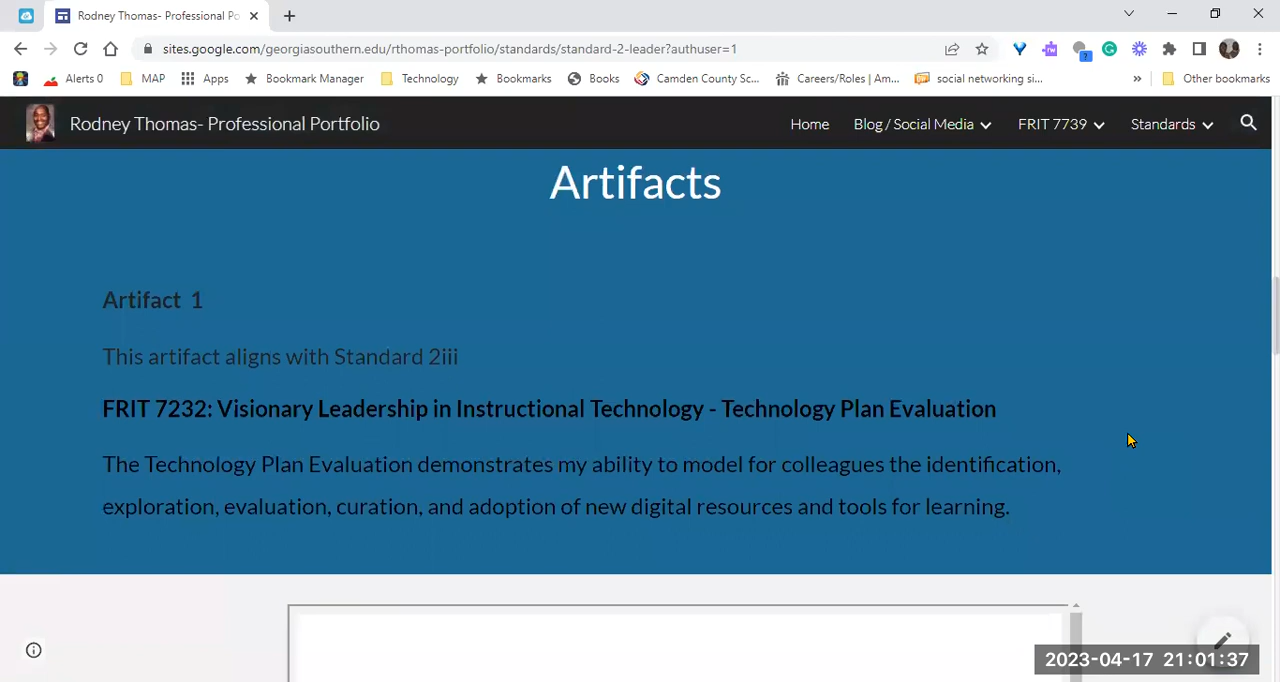 Rodney Thomas- Professional Po
sites.google.com/georgiasouthern.edu/rthomas-portfolio/standards/standard-2-leader?authuser=1
Alerts 0 MAP Apps Bookmark Manager Technology Bookmarks Books Camden County Sc... Careers/Roles | Am... social networking si... » Other bookmarks
Rodney Thomas- Professional Portfolio Home Blog / Social Media FRIT 7739 Standards
Artifacts
Artifact 1
This artifact aligns with Standard 2iii
FRIT 7232: Visionary Leadership in Instructional Technology - Technology Plan Evaluation
The Technology Plan Evaluation demonstrates my ability to model for colleagues the identification,
exploration, evaluation, curation, and adoption of new digital resources and tools for learning.
2023-04-17 21:01:37